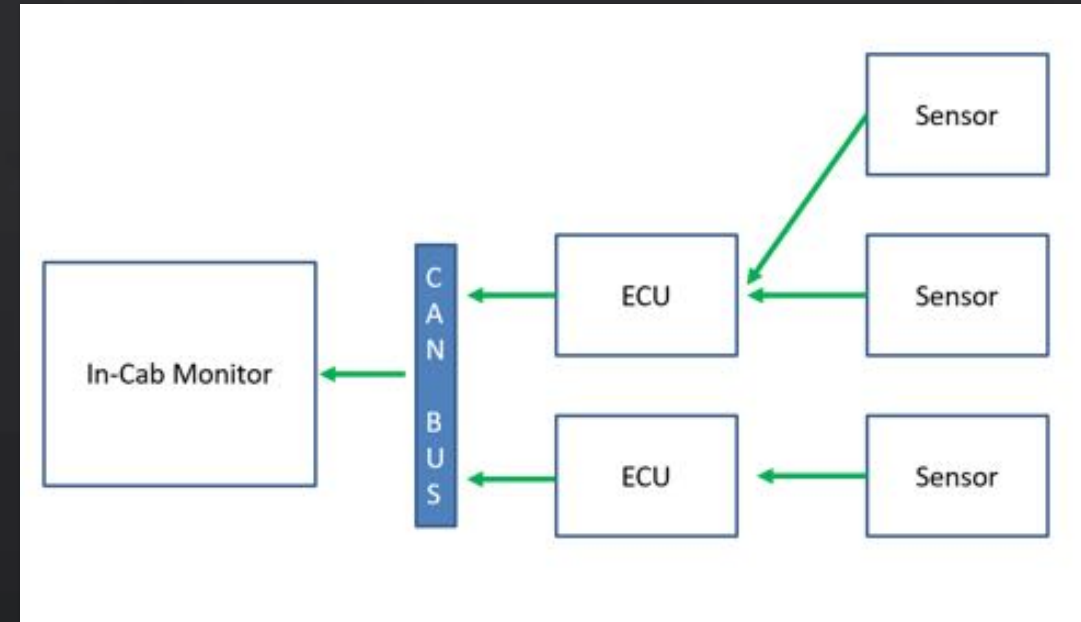 Sensor
In-Cab Monitor
CAN BUS
ECU
Sensor
ECU
Sensor